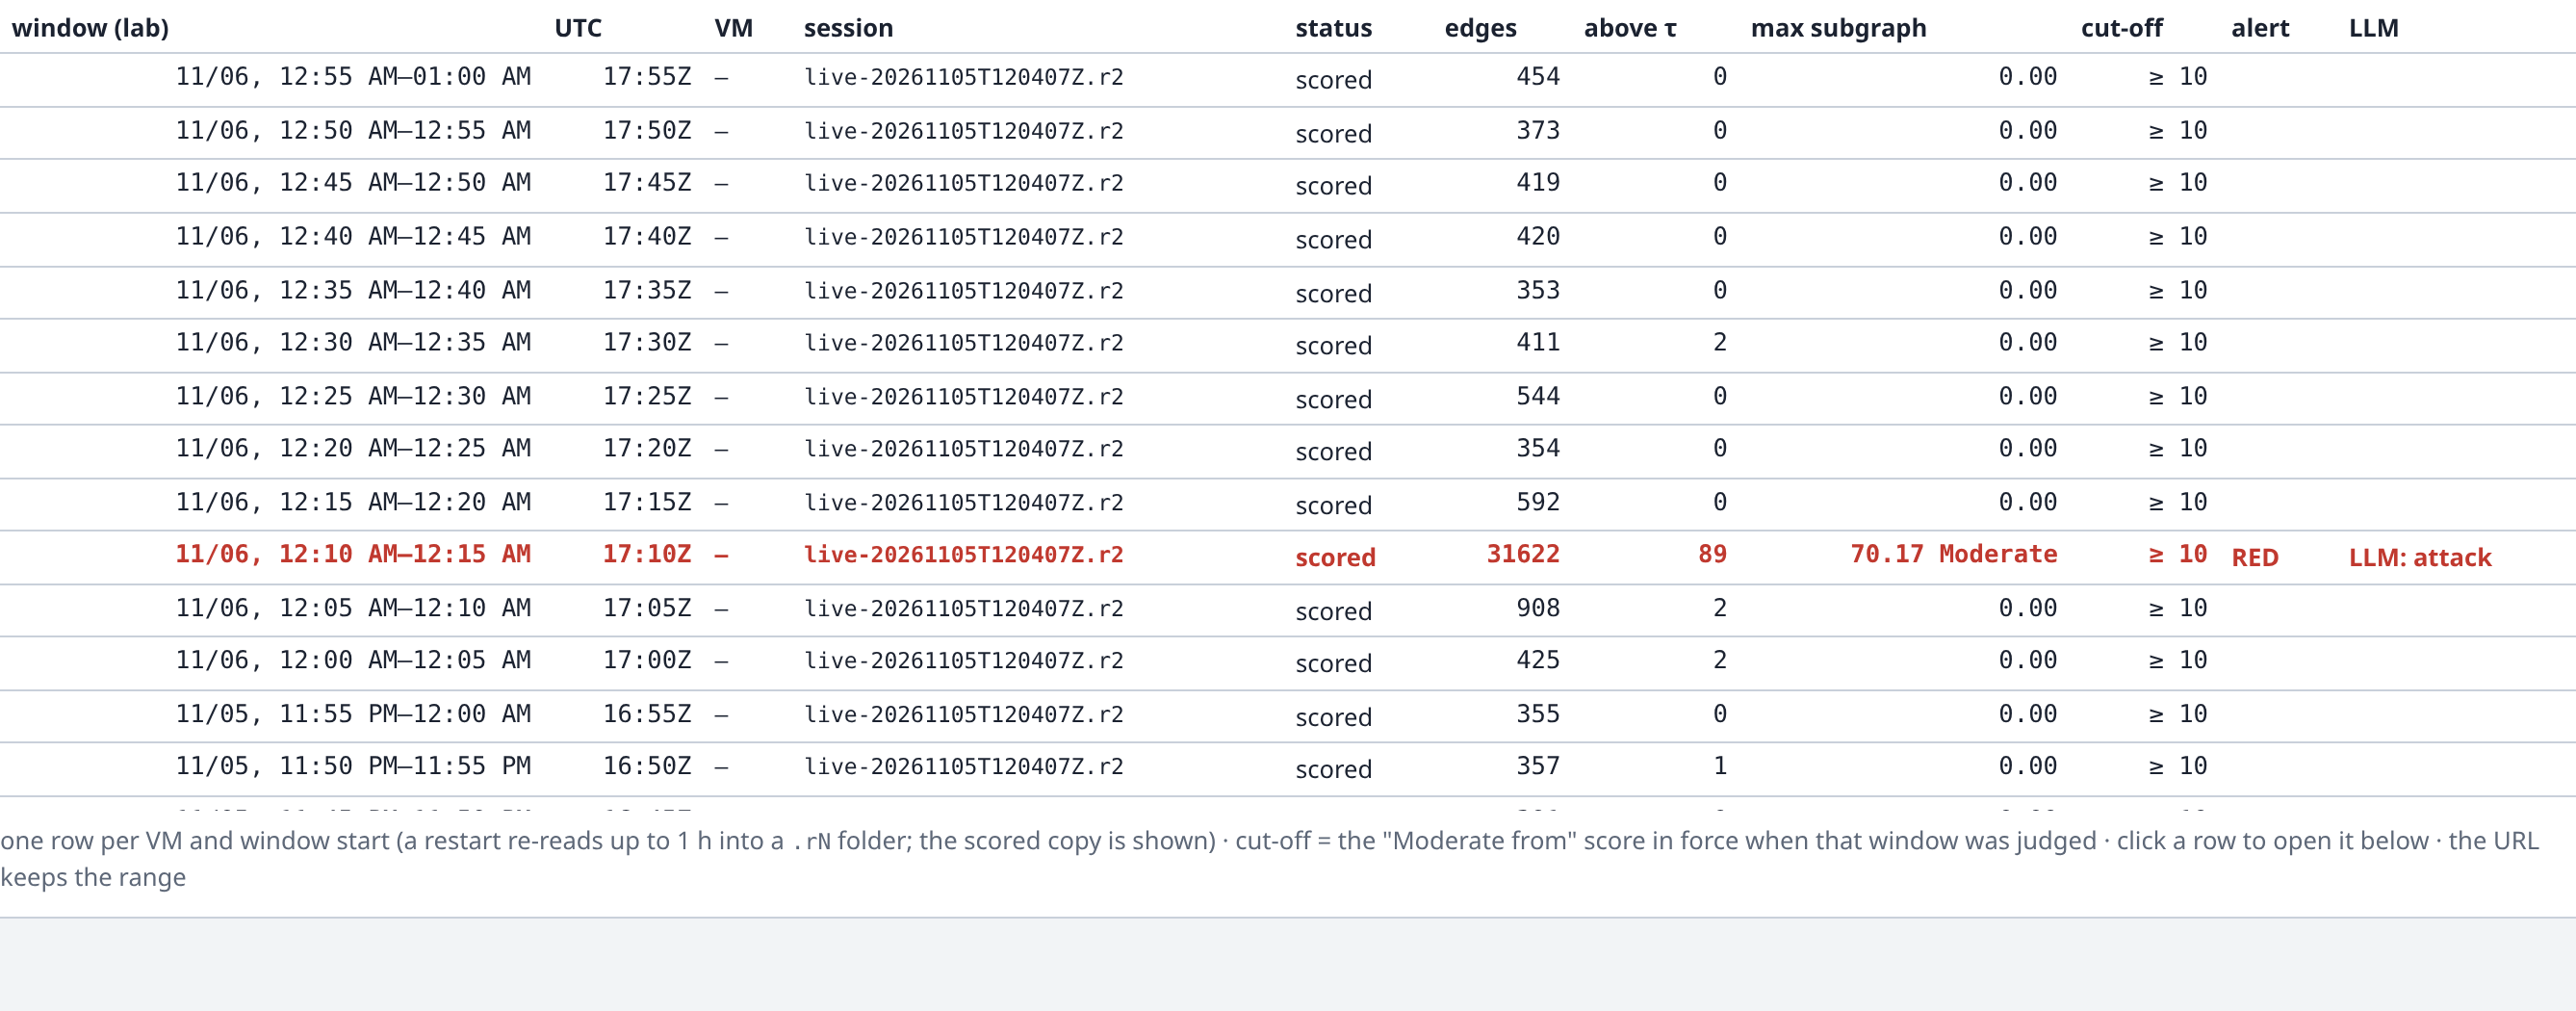 window (lab) UTC VM session status edges above τ max subgraph cut-off alert LLM
11/06, 12:55 AM–01:00 AM 17:55Z – live-20261105T120407Z.r2 scored 454 0 0.00 ≥ 10
11/06, 12:50 AM–12:55 AM 17:50Z – live-20261105T120407Z.r2 scored 373 0 0.00 ≥ 10
11/06, 12:45 AM–12:50 AM 17:45Z – live-20261105T120407Z.r2 scored 419 0 0.00 ≥ 10
11/06, 12:40 AM–12:45 AM 17:40Z – live-20261105T120407Z.r2 scored 420 0 0.00 ≥ 10
11/06, 12:35 AM–12:40 AM 17:35Z – live-20261105T120407Z.r2 scored 353 0 0.00 ≥ 10
11/06, 12:30 AM–12:35 AM 17:30Z – live-20261105T120407Z.r2 scored 411 2 0.00 ≥ 10
11/06, 12:25 AM–12:30 AM 17:25Z – live-20261105T120407Z.r2 scored 544 0 0.00 ≥ 10
11/06, 12:20 AM–12:25 AM 17:20Z – live-20261105T120407Z.r2 scored 354 0 0.00 ≥ 10
11/06, 12:15 AM–12:20 AM 17:15Z – live-20261105T120407Z.r2 scored 592 0 0.00 ≥ 10
11/06, 12:10 AM–12:15 AM 17:10Z – live-20261105T120407Z.r2 scored 31622 89 70.17 Moderate ≥ 10 RED LLM: attack
11/06, 12:05 AM–12:10 AM 17:05Z – live-20261105T120407Z.r2 scored 908 2 0.00 ≥ 10
11/06, 12:00 AM–12:05 AM 17:00Z – live-20261105T120407Z.r2 scored 425 2 0.00 ≥ 10
11/05, 11:55 PM–12:00 AM 16:55Z – live-20261105T120407Z.r2 scored 355 0 0.00 ≥ 10
11/05, 11:50 PM–11:55 PM 16:50Z – live-20261105T120407Z.r2 scored 357 1 0.00 ≥ 10
one row per VM and window start (a restart re-reads up to 1 h into a .rN folder; the scored copy is shown) · cut-off = the "Moderate from" score in force when that window was judged · click a row to open it below · the URL
keeps the range